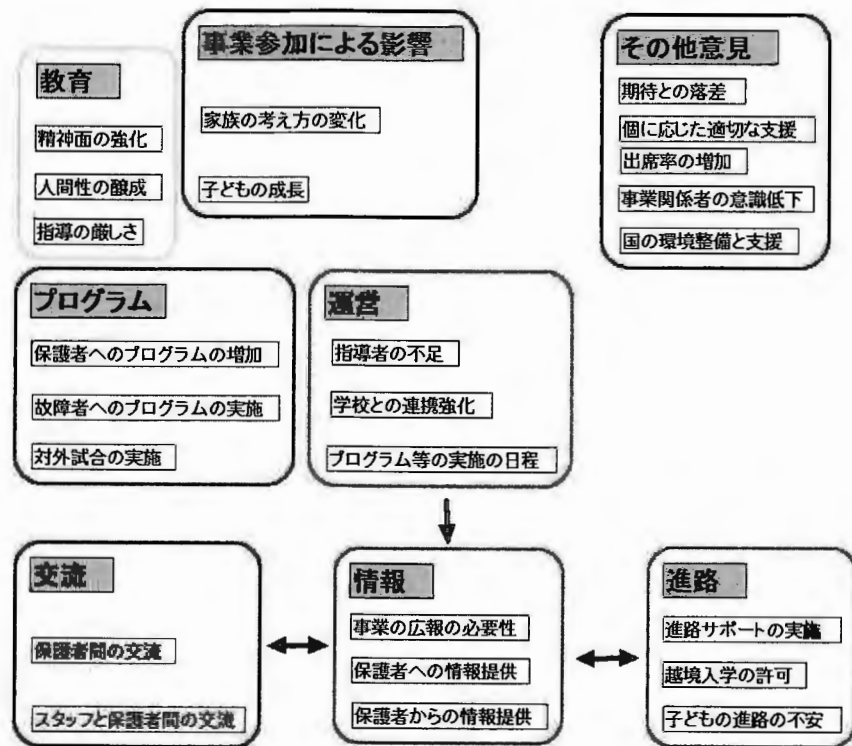 教育
精神面の強化
人間性の醸成
指導の厳しさ
事業参加による影響
家族の考え方の変化
子どもの成長
その他意見
期待との落差
個に応じた適切な支援
出席率の増加
事業関係者の意識低下
国の環境整備と支援
プログラム
保護者へのプログラムの増加
故障者へのプログラムの実施
対外試合の実施
運営
指導者の不足
学校との連携強化
プログラム等の実施の日程
交流
保護者間の交流
スタッフと保護者間の交流
情報
事業の広報の必要性
保護者への情報提供
保護者からの情報提供
進路
進路サポートの実施
越境入学の許可
子どもの進路の不安